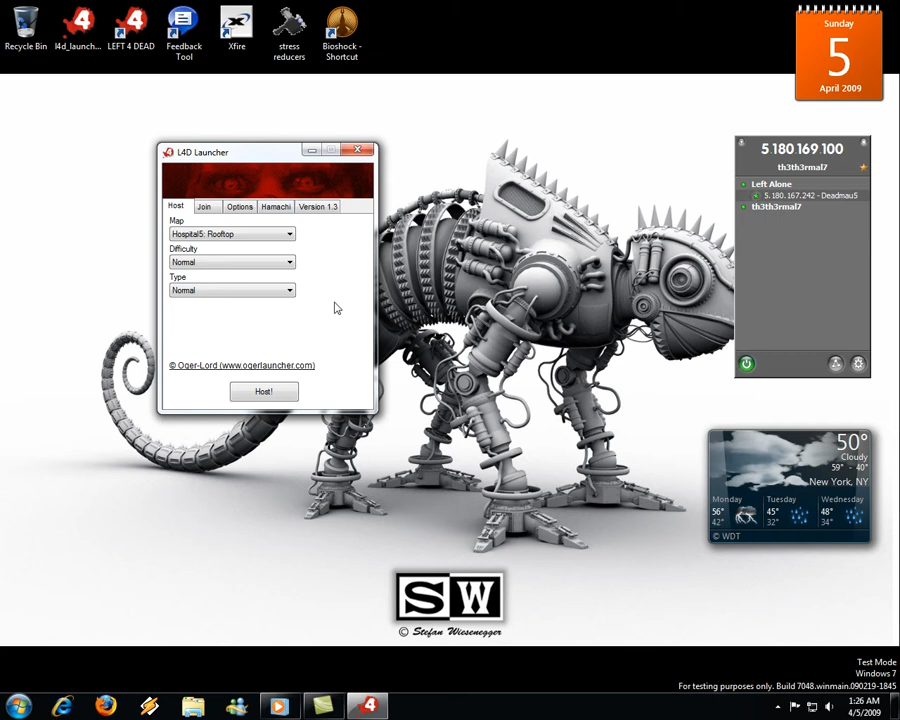 Recycle Bin
l4d_launch...
LEFT 4 DEAD
Feedback
Tool
Xfire
stress
reducers
Bioshock -
Shortcut
Sunday
5
April 2009
L4D Launcher
Host
Join
Options
Hamachi
Version 1.3
Map
Hospital5: Rooftop
Difficulty
Normal
Type
Normal
© Oger-Lord (www.ogerlauncher.com)
Host!
5.180.169.100
th3th3rmal7
Left Alone
5.180.167.242 - Deadmau5
th3th3rmal7
50°
Cloudy
59° - 40°
New York, NY
Monday
56°
42°
Tuesday
45°
32°
Wednesday
48°
34°
© WDT
SW
© Stefan Wiesenegger
Test Mode
Windows 7
For testing purposes only. Build 7048.winmain.090219-1845
1:26 AM
4/5/2009